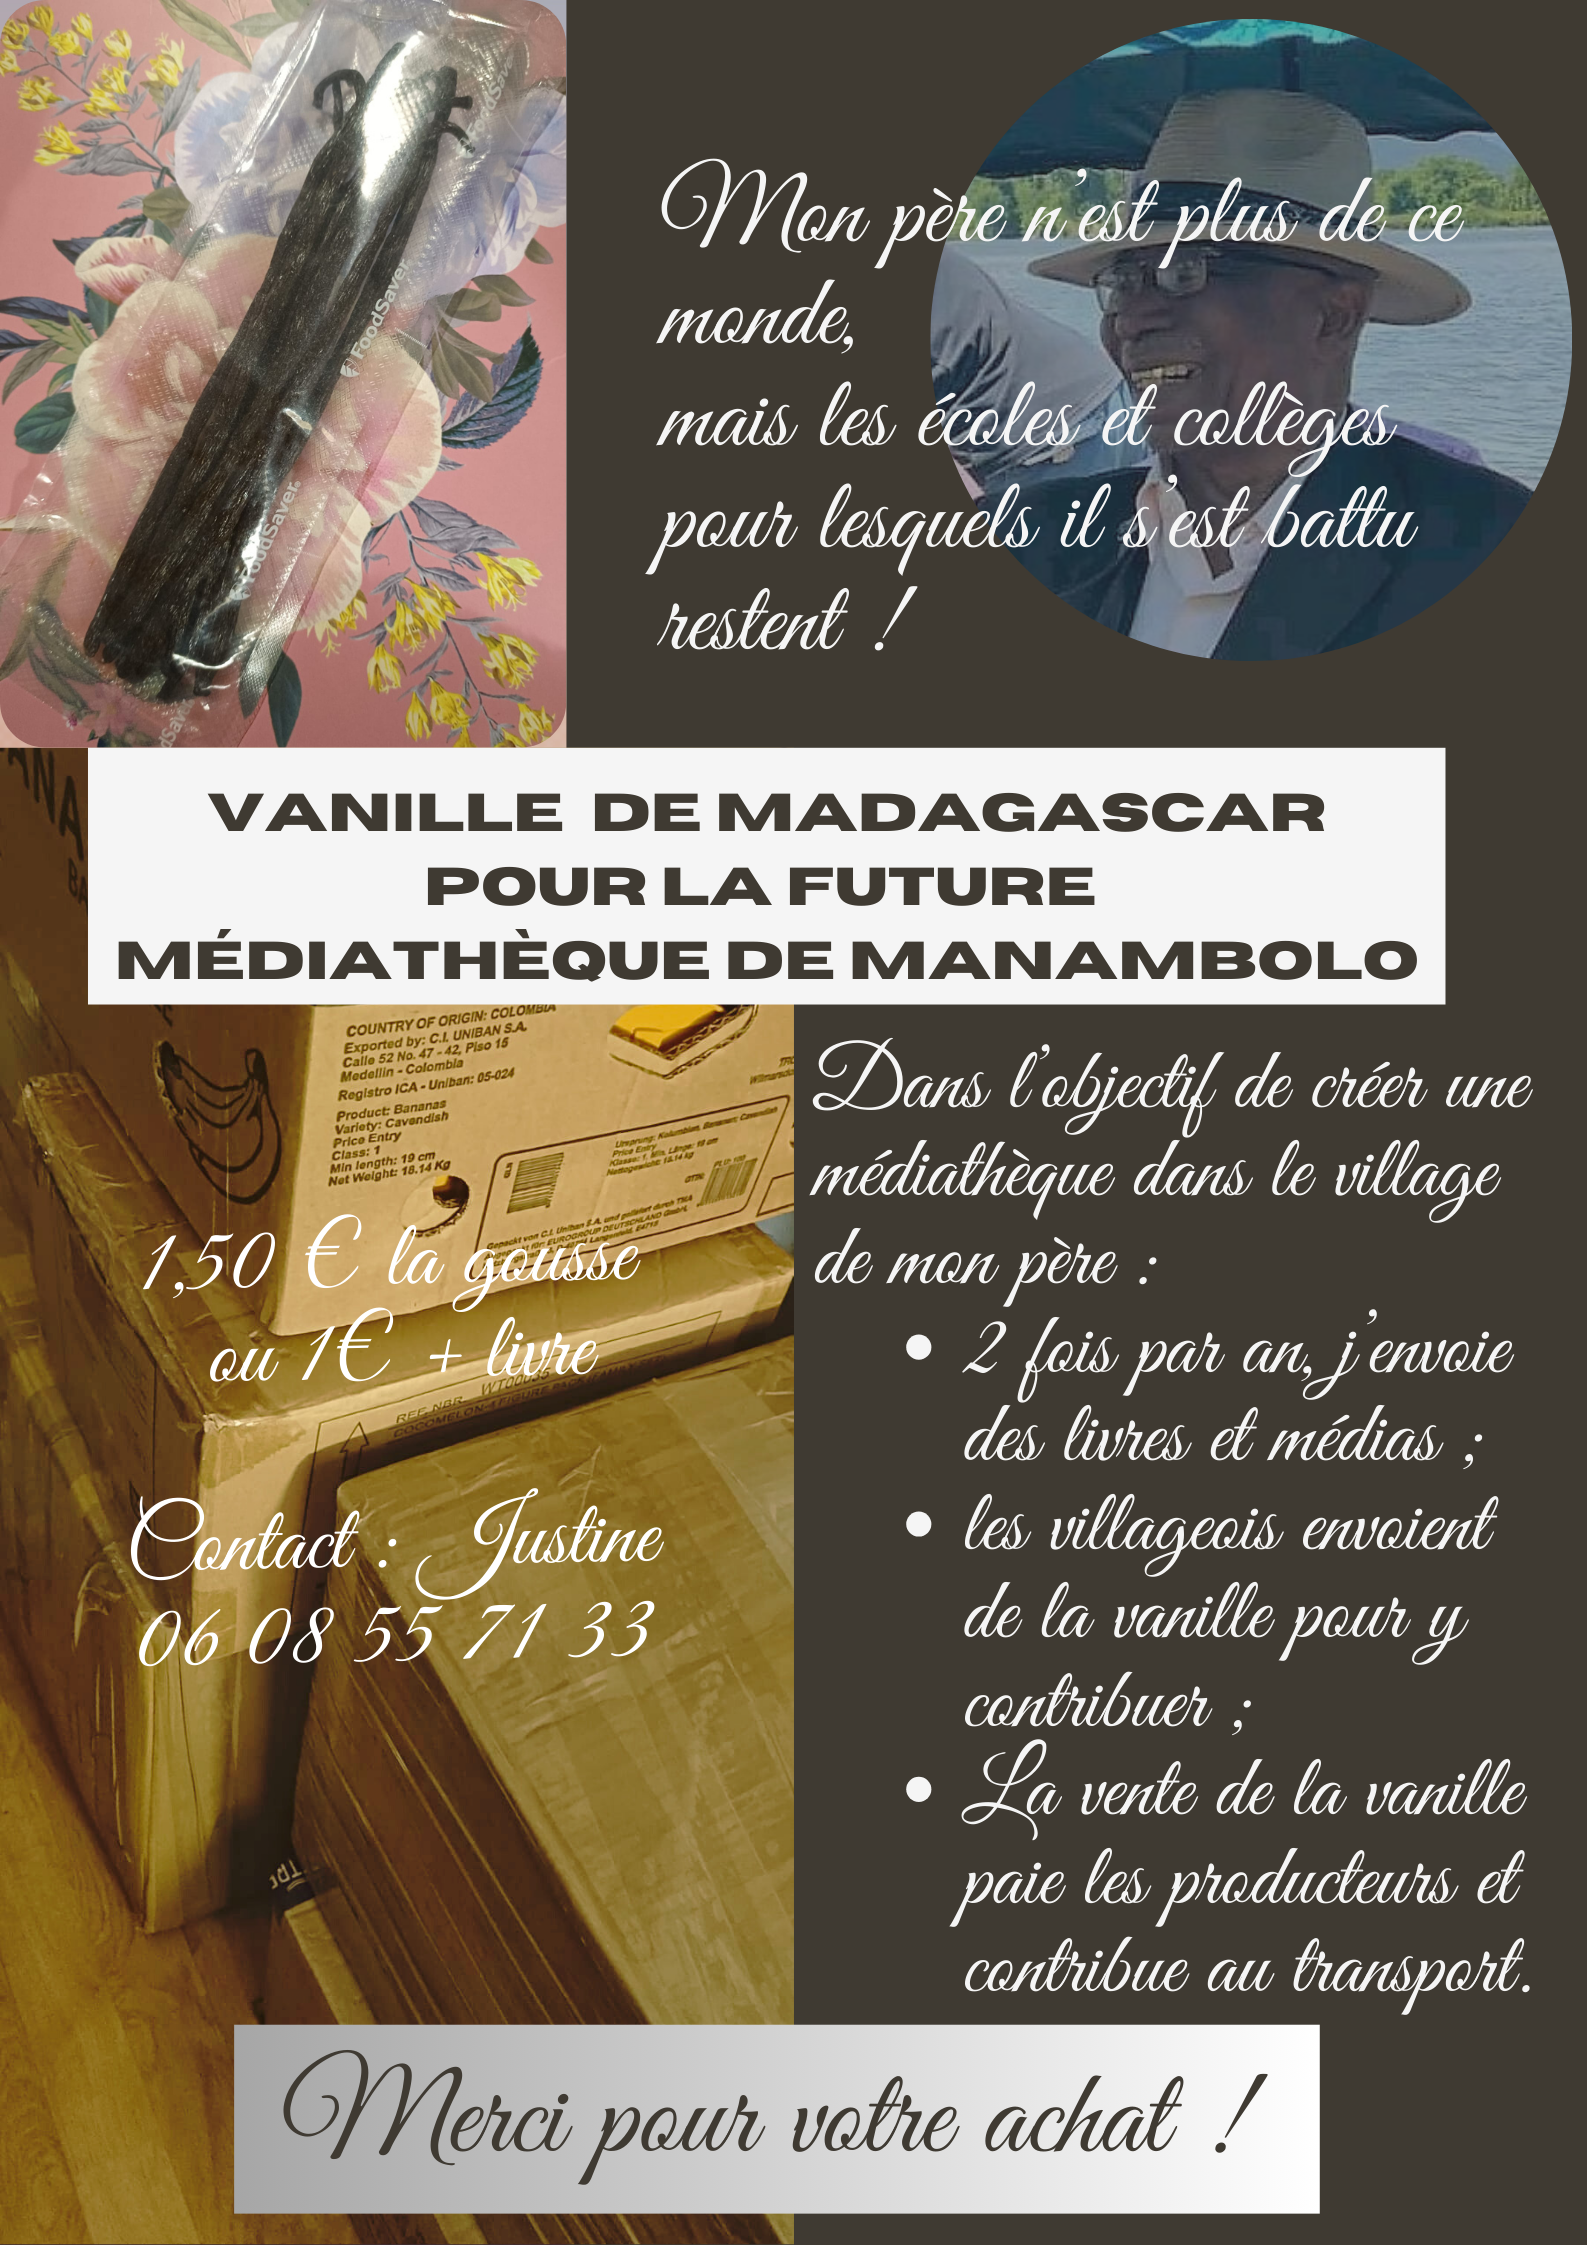 FoodSaver.
FoodSaver.
Mon père n'est plus de ce
monde,
mais les écoles et collèges
pour lesquels il s'est battu
restent !
VANILLE DE MADAGASCAR
POUR LA FUTURE
MÉDIATHÈQUE DE MANAMBOLO
COUNTRY OF ORIGIN: COLOMBIA
Exported by: C.I. UNIBAN S.A.
Calle 52 No. 47 - 42, Piso 15
Medellin - Colombia
Registro ICA - Uniban: 05-024
Product: Bananas
Variety: Cavendish
Price Entry
Class: 1
Min length: 19 cm
Net Weight: 18.14 Kg
1,50 € la gousse
ou 1€ + livre
REF. NBR.
Contact : Justine
06 08 55 71 33
Dans l'objectif de créer une
médiathèque dans le village
de mon père :
• 2 fois par an, j'envoie
des livres et médias ;
• les villageois envoient
de la vanille pour y
contribuer ;
• La vente de la vanille
paie les producteurs et
contribue au transport.
Merci pour votre achat !